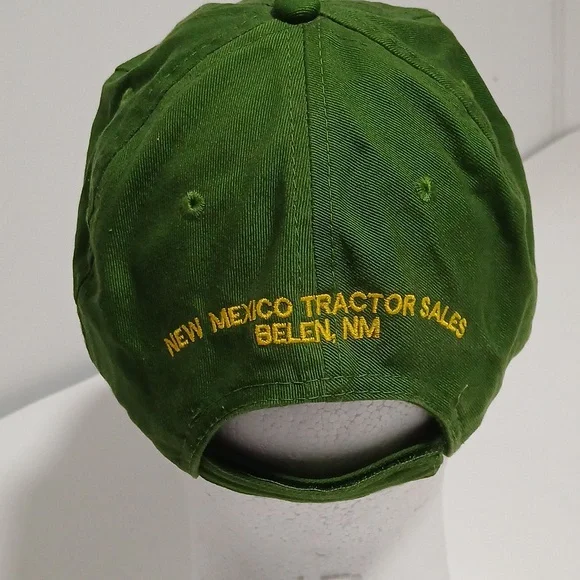 NEW MEXICO TRACTOR SALES
BELEN, NM